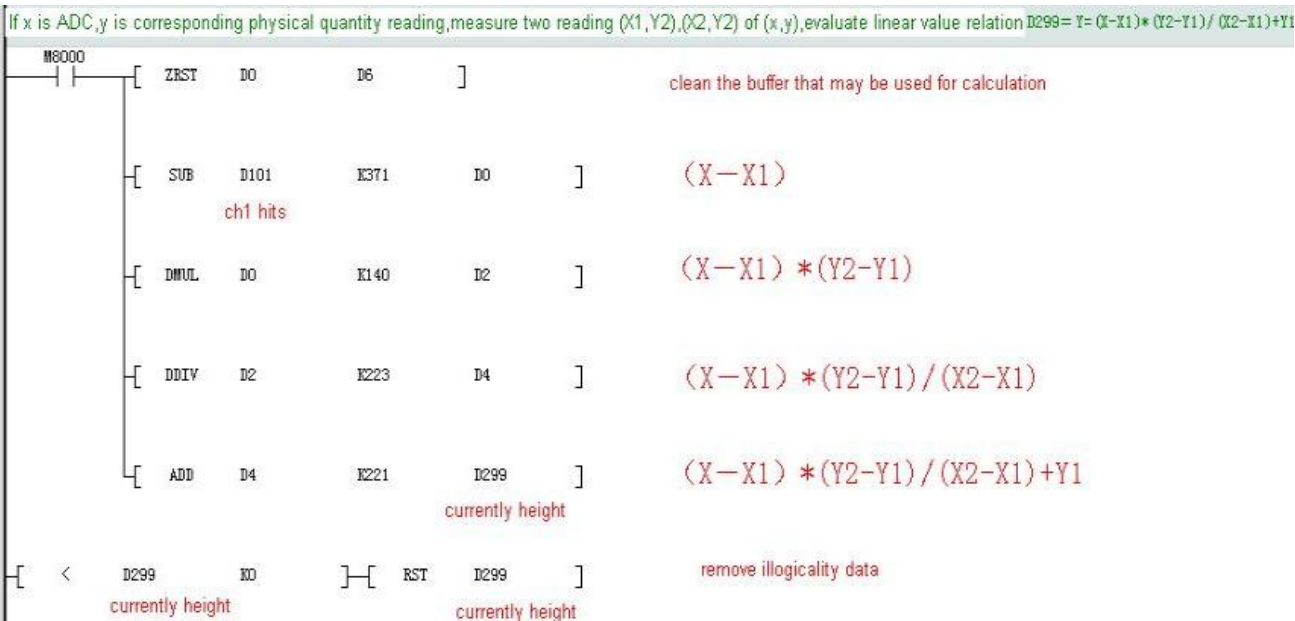 If x is ADC,y is corresponding physical quantity reading,measure two reading (X1,Y2),(X2,Y2) of (x,y),evaluate linear value relation D299= Y= (X-X1)* (Y2-Y1)/ (X2-X1)+Y1
M8000
[ ZRST D0 D6 ] clean the buffer that may be used for calculation
[ SUB D101 K371 D0 ] (X-X1)
ch1 hits
[ DMUL D0 K140 D2 ] (X-X1) *(Y2-Y1)
[ DDIV D2 K223 D4 ] (X-X1) *(Y2-Y1)/(X2-X1)
[ ADD D4 K221 D299 ] (X-X1) *(Y2-Y1)/(X2-X1)+Y1
currently height
[ < D299 K0 ] [ RST D299 ] remove illogicality data
currently height currently height